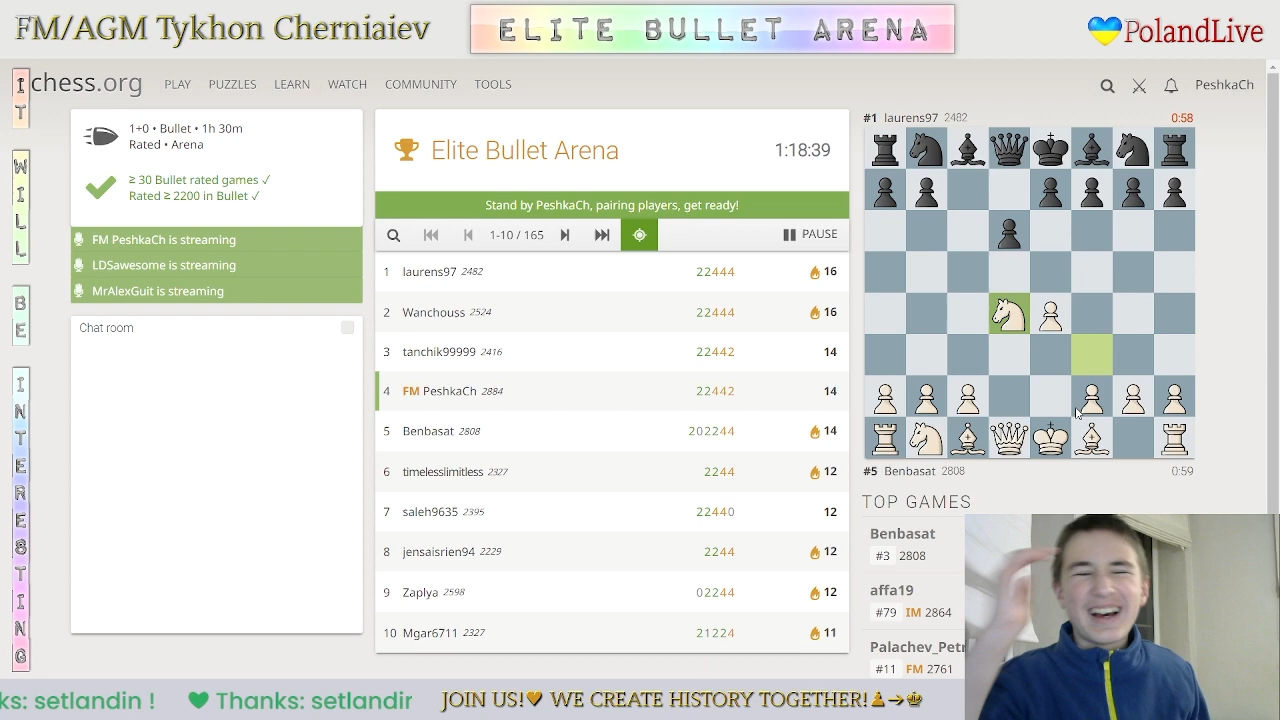 FM/AGM Tykhon Cherniaiev
ELITE BULLET ARENA
PolandLive
IT WILL BE INTERESTING
chess.org
PLAY PUZZLES LEARN WATCH COMMUNITY TOOLS
PeshkaCh
1+0 • Bullet • 1h 30m
Rated • Arena
≥ 30 Bullet rated games ✓
Rated ≥ 2200 in Bullet ✓
FM PeshkaCh is streaming
LDSawesome is streaming
MrAlexGuit is streaming
Chat room
Elite Bullet Arena 1:18:39
Stand by PeshkaCh, pairing players, get ready!
1-10 / 165 PAUSE
1 laurens97 2482 22444 16
2 Wanchouss 2524 22444 16
3 tanchik99999 2416 22442 14
4 FM PeshkaCh 2884 22442 14
5 Benbasat 2808 202244 14
6 timelesslimitless 2327 2244 12
7 saleh9635 2395 22440 12
8 jensaisrien94 2229 2244 12
9 Zaplya 2598 02244 12
10 Mgar6711 2327 21224 11
#1 laurens97 2482 0:58
#5 Benbasat 2808 0:59
TOP GAMES
Benbasat
#3 2808
affa19
#79 IM 2864
Palachev_Petr
#11 FM 2761
ks: setlandin ! Thanks: setlandir
JOIN US! WE CREATE HISTORY TOGETHER!